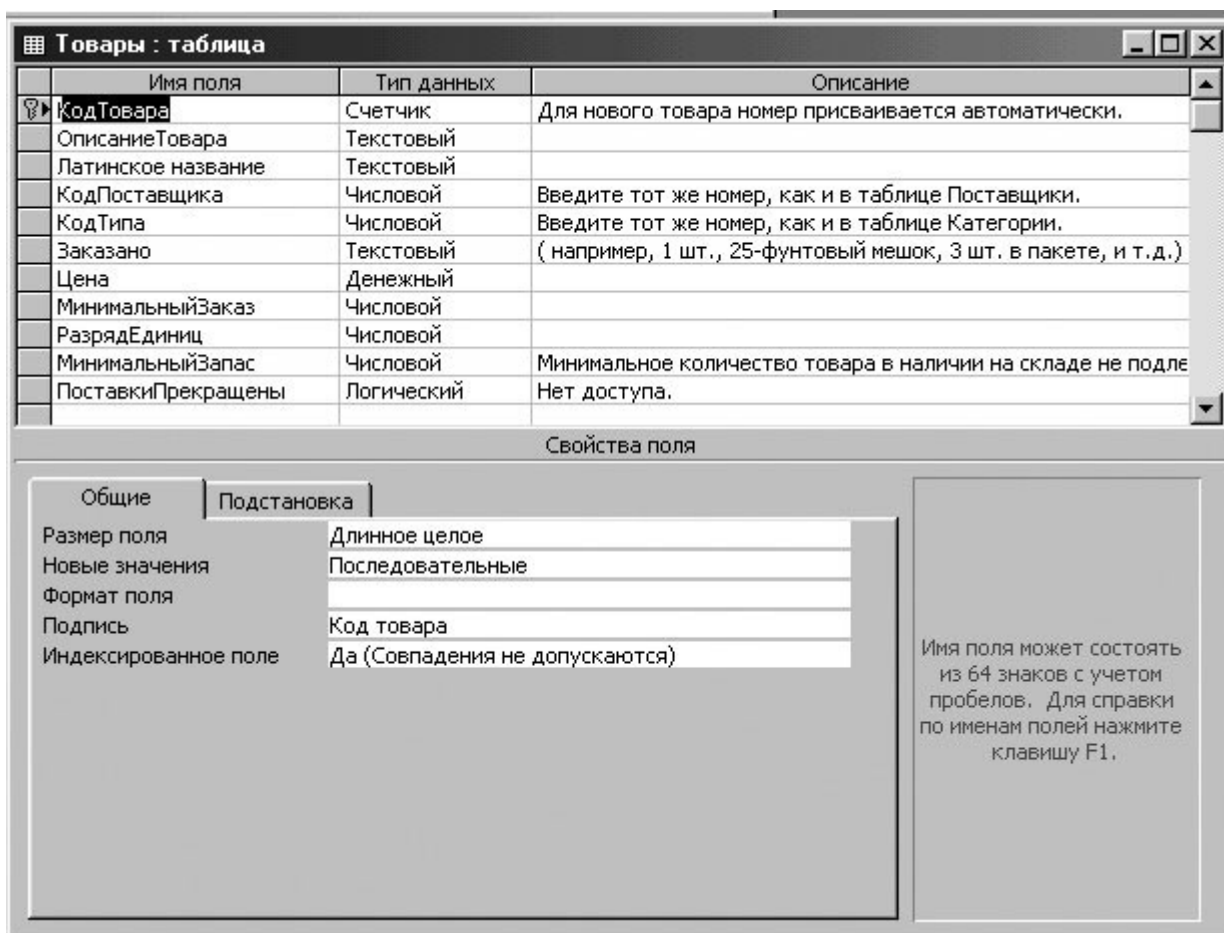 Товары : таблица
Имя поля Тип данных Описание
КодТовара Счетчик Для нового товара номер присваивается автоматически.
ОписаниеТовара Текстовый
Латинское название Текстовый
КодПоставщика Числовой Введите тот же номер, как и в таблице Поставщики.
КодТипа Числовой Введите тот же номер, как и в таблице Категории.
Заказано Текстовый ( например, 1 шт., 25-фунтовый мешок, 3 шт. в пакете, и т.д.)
Цена Денежный
МинимальныйЗаказ Числовой
РазрядЕдиниц Числовой
МинимальныйЗапас Числовой Минимальное количество товара в наличии на складе не подле
ПоставкиПрекращены Логический Нет доступа.
Свойства поля
Общие Подстановка
Размер поля Длинное целое
Новые значения Последовательные
Формат поля
Подпись Код товара
Индексированное поле Да (Совпадения не допускаются)
Имя поля может состоять
из 64 знаков с учетом
пробелов. Для справки
по именам полей нажмите
клавишу F1.